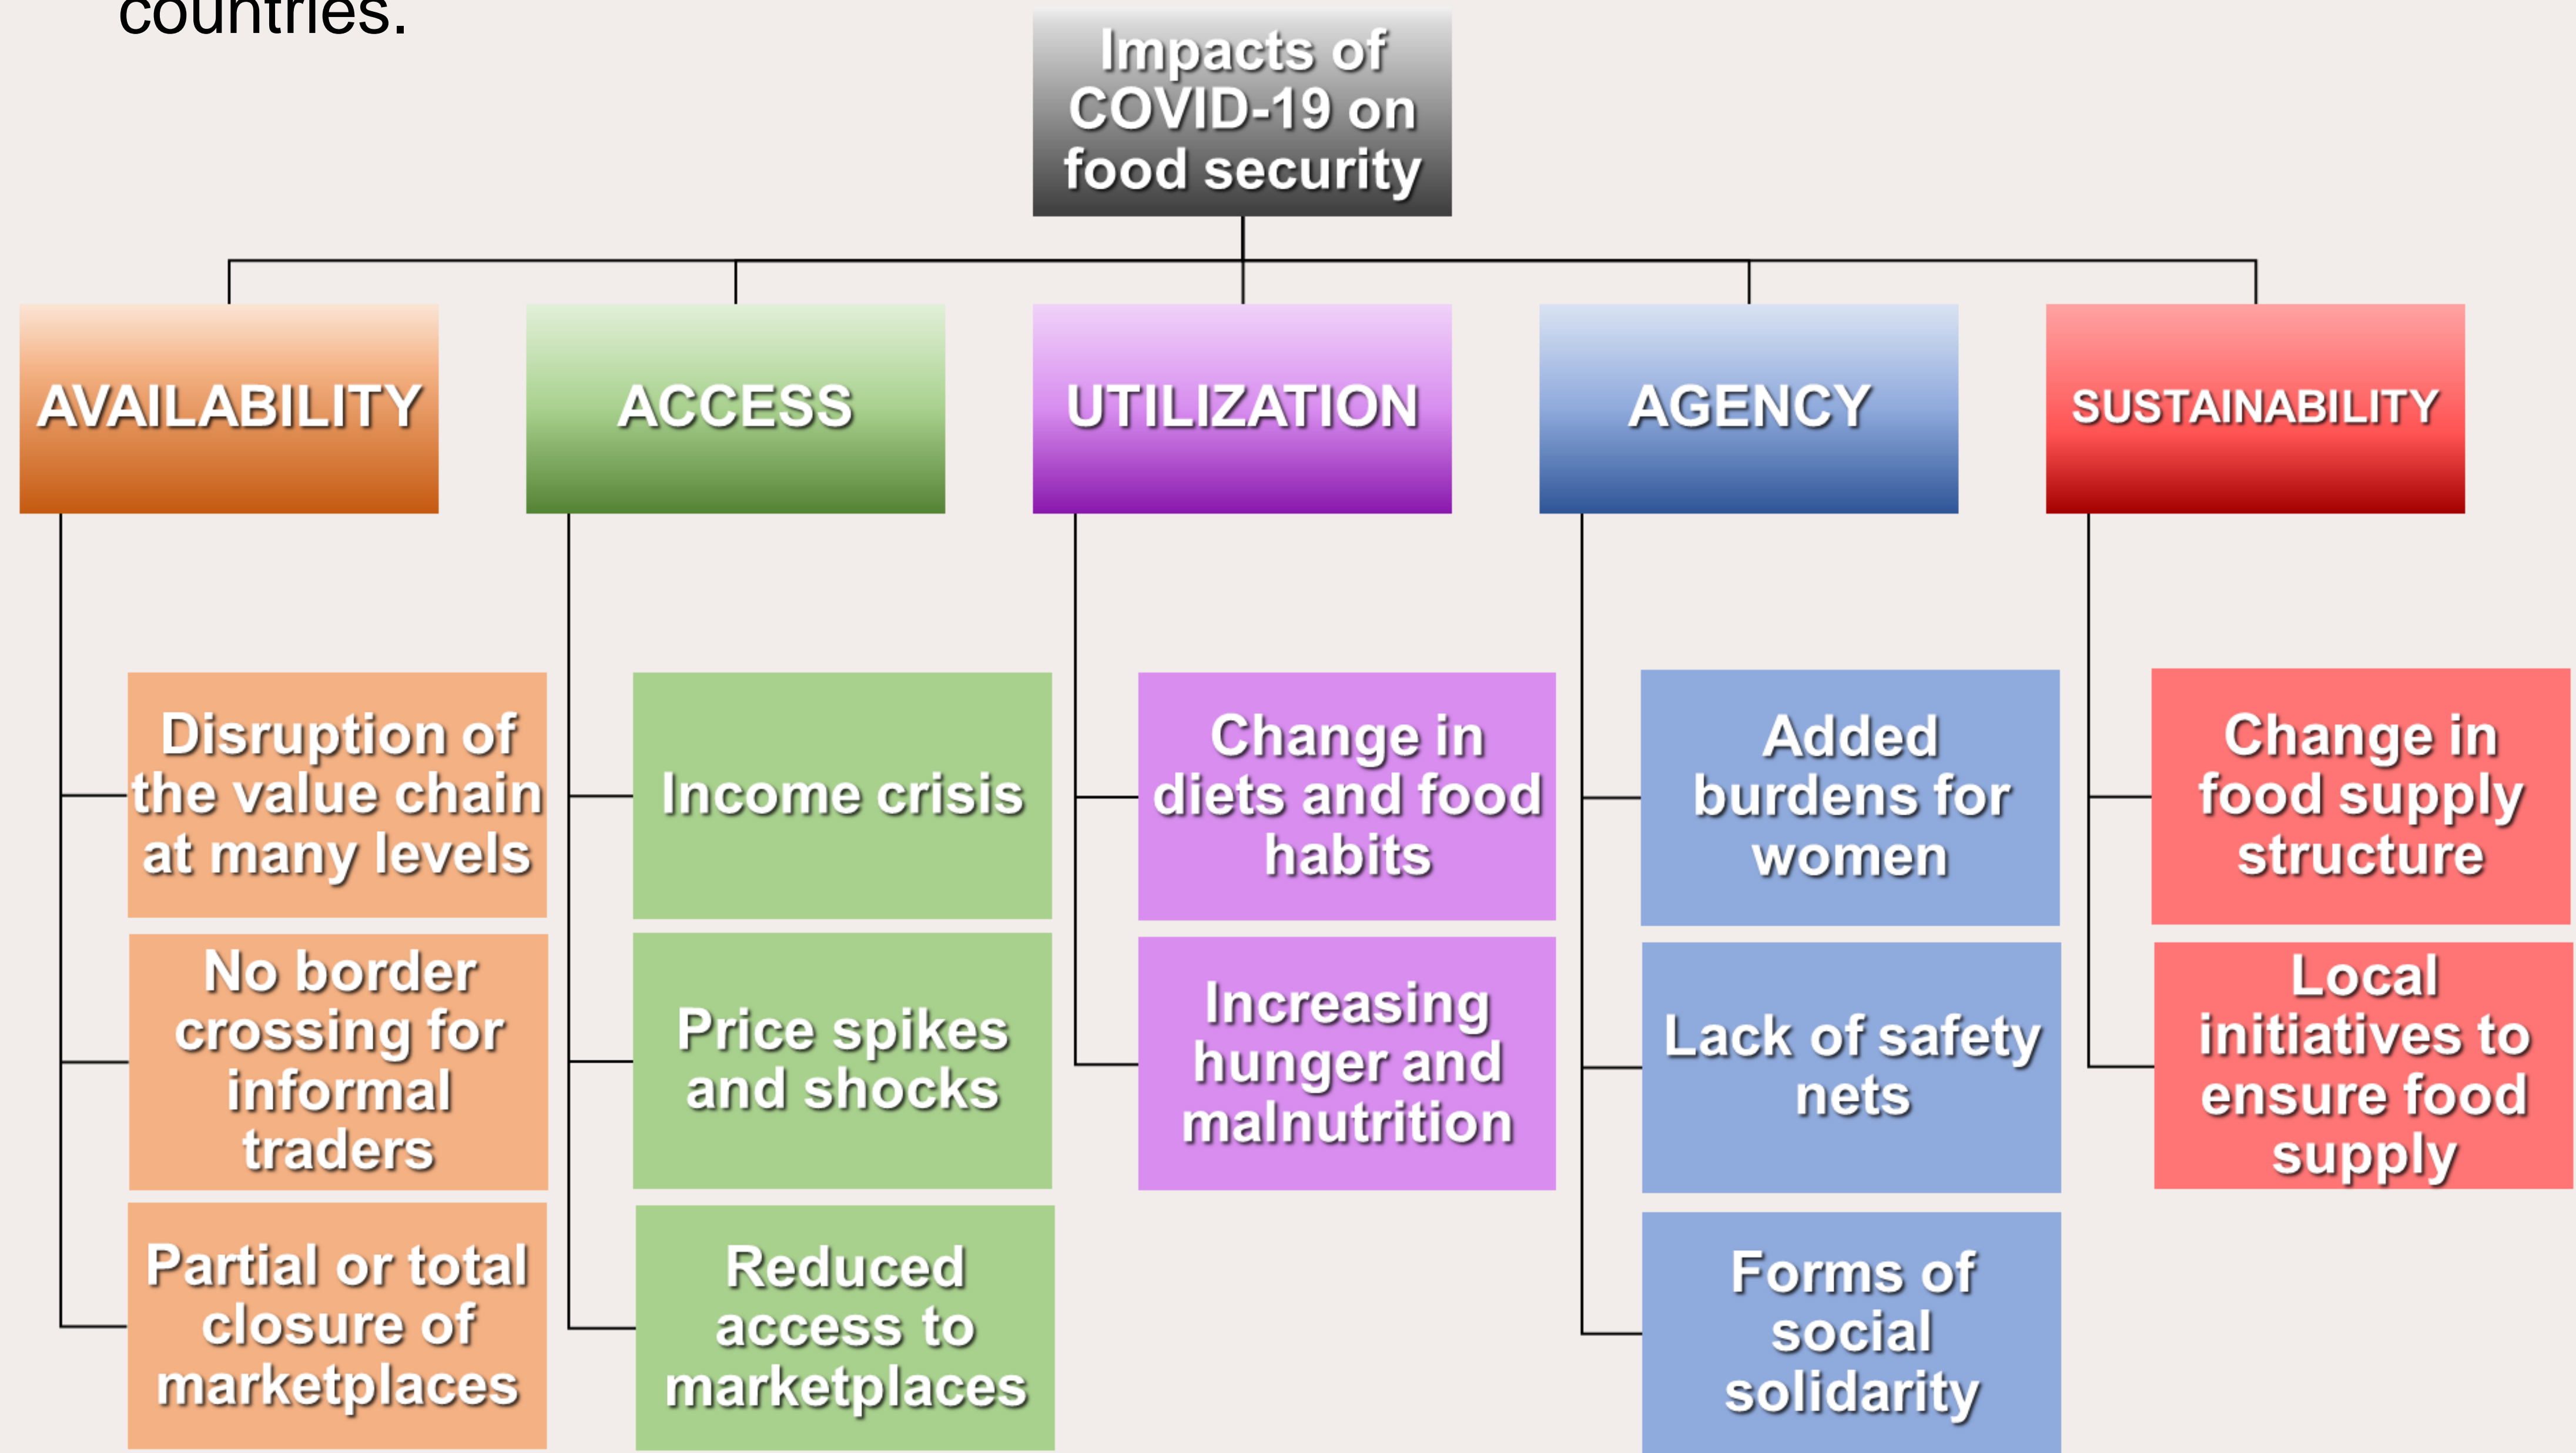 countries.
Impacts of
COVID-19 on
food security
AVAILABILITY
ACCESS
UTILIZATION
AGENCY
SUSTAINABILITY
Disruption of
the value chain
at many levels
No border
crossing for
informal
traders
Partial or total
closure of
marketplaces
Income crisis
Price spikes
and shocks
Reduced
access to
marketplaces
Change in
diets and food
habits
Increasing
hunger and
malnutrition
Added
burdens for
women
Lack of safety
nets
Forms of
social
solidarity
Change in
food supply
structure
Local
initiatives to
ensure food
supply